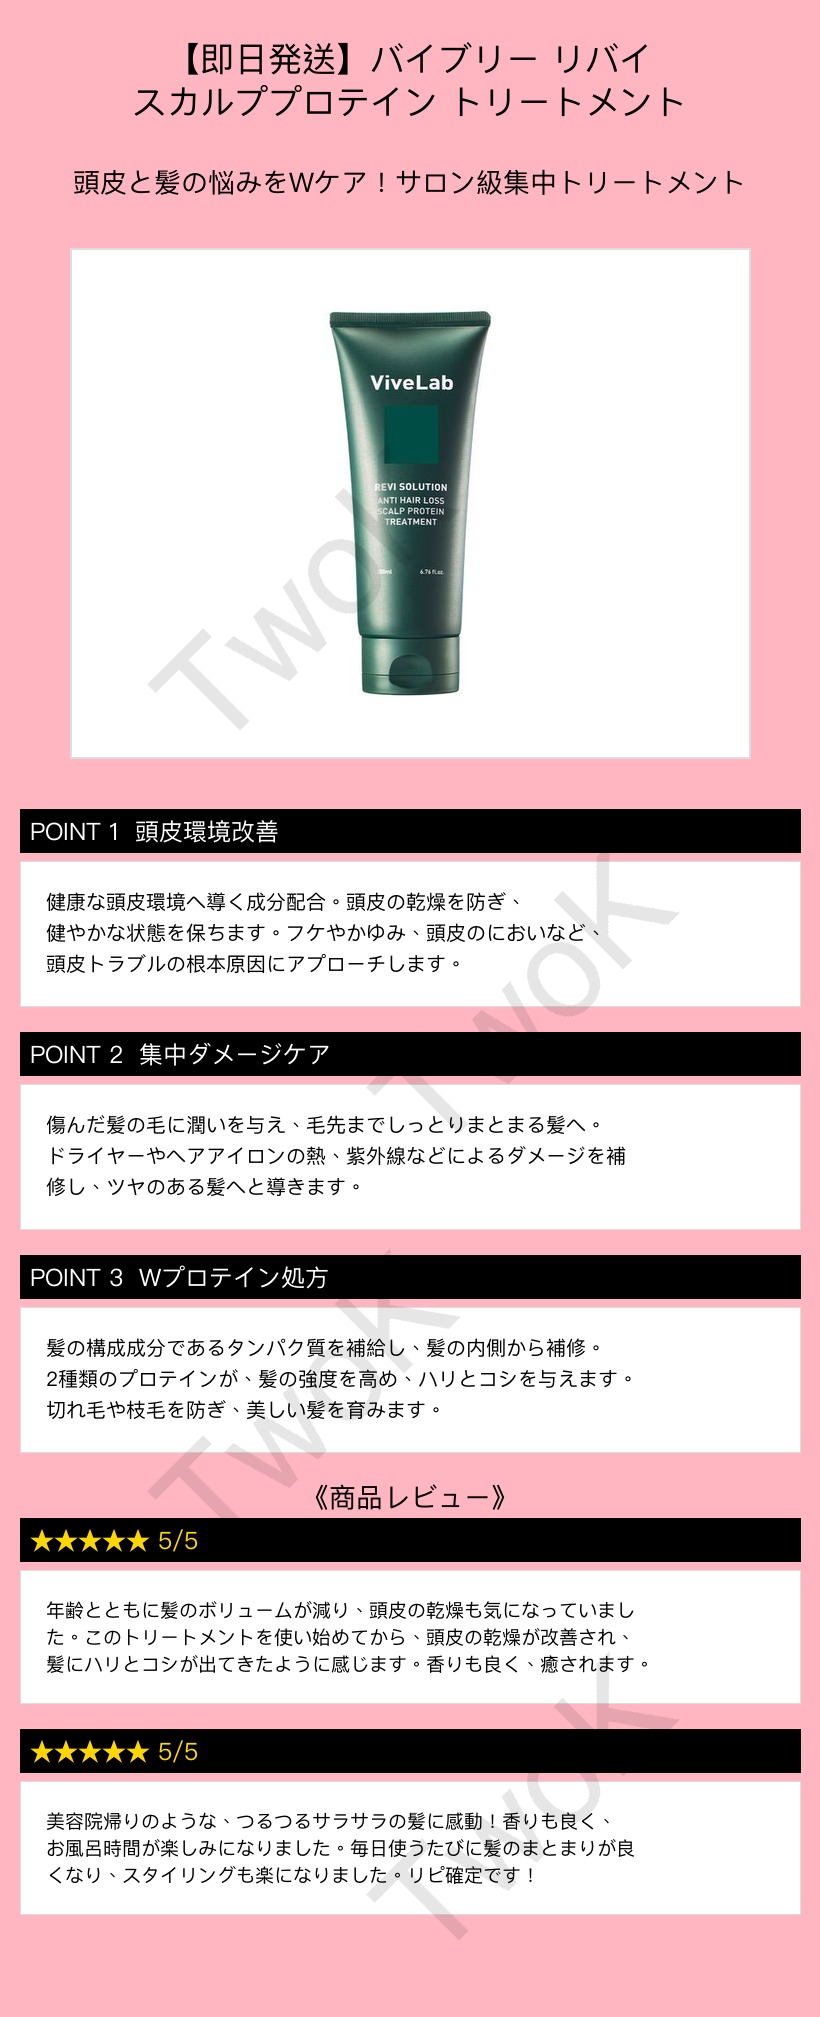 【即日発送】バイブリー リバイ
スカルププロテイン トリートメント
頭皮と髪の悩みをWケア！サロン級集中トリートメント
ViveLab
REVI SOLUTION
ANTI HAIR LOSS
SCALP PROTEIN
TREATMENT
6.76 fl.oz.
TwoK
POINT 1 頭皮環境改善
健康な頭皮環境へ導く成分配合。頭皮の乾燥を防ぎ、
健やかな状態を保ちます。フケやかゆみ、頭皮のにおいなど、
頭皮トラブルの根本原因にアプローチします。
TwoK
POINT 2 集中ダメージケア
傷んだ髪の毛に潤いを与え、毛先までしっとりまとまる髪へ。
ドライヤーやヘアアイロンの熱、紫外線などによるダメージを補
修し、ツヤのある髪へと導きます。
POINT 3 Wプロテイン処方
髪の構成成分であるタンパク質を補給し、髪の内側から補修。
2種類のプロテインが、髪の強度を高め、ハリとコシを与えます。
切れ毛や枝毛を防ぎ、美しい髪を育みます。
TwoK
《商品レビュー》
★★★★★ 5/5
年齢とともに髪のボリュームが減り、頭皮の乾燥も気になっていまし
た。このトリートメントを使い始めてから、頭皮の乾燥が改善され、
髪にハリとコシが出てきたように感じます。香りも良く、癒されます。
★★★★★ 5/5
美容院帰りのような、つるつるサラサラの髪に感動！香りも良く、
お風呂時間が楽しみになりました。毎日使うたびに髪のまとまりが良
くなり、スタイリングも楽になりました。リピ確定です！
TwoK